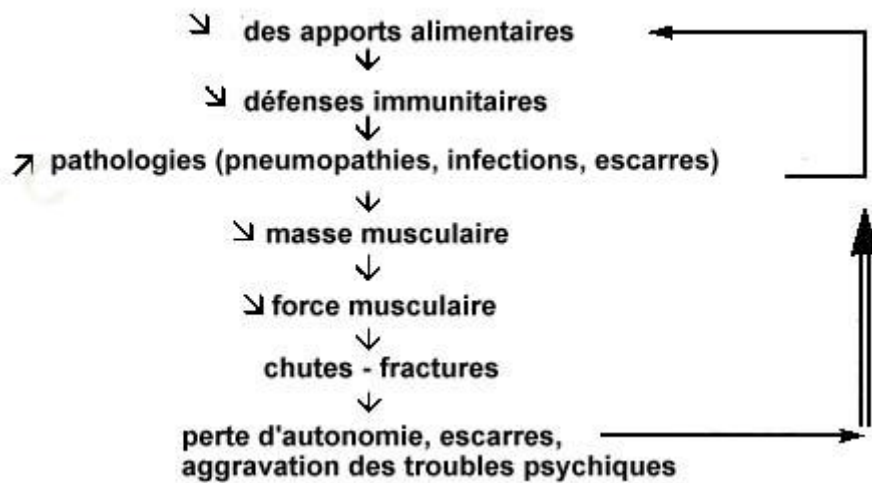 des apports alimentaires
défenses immunitaires
pathologies (pneumopathies, infections, escarres)
masse musculaire
force musculaire
chutes - fractures
perte d'autonomie, escarres,
aggravation des troubles psychiques